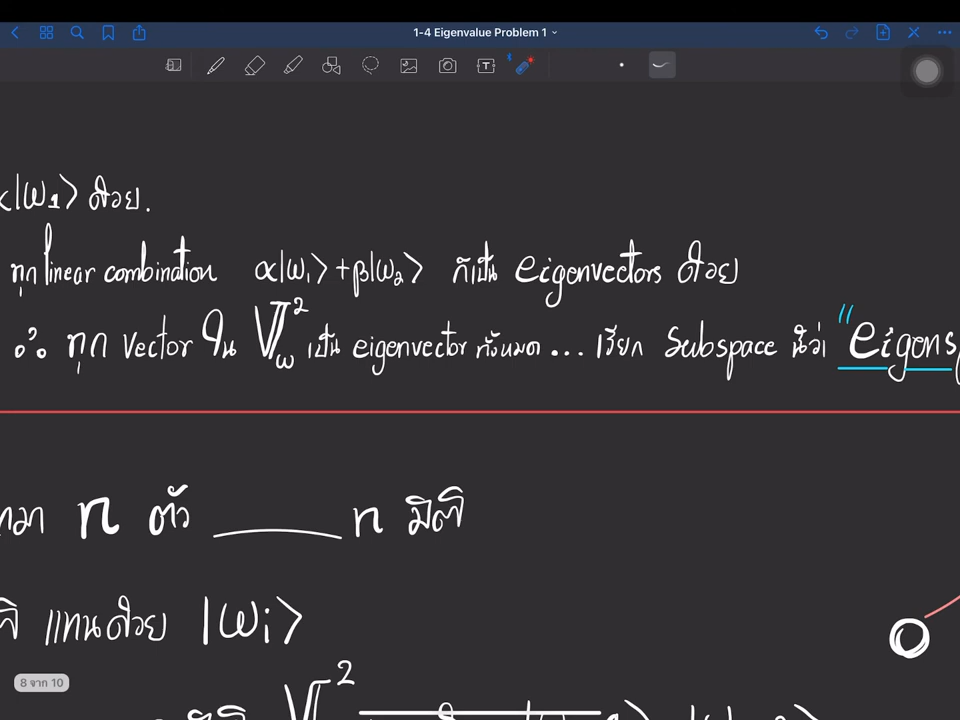 1-4 Eigenvalue Problem 1
α|ω₁⟩ ด้วย.
ทุก linear combination α|ω₁⟩+β|ω₂⟩ ก็เป็น eigenvectors ด้วย
∴ ทุก vector ใน 𝕍²ω เป็น eigenvector ทั้งหมด... เรียก Subspace นี้ว่า "eigens
n ตัว ___ n มิติ
แทนด้วย |ωᵢ⟩
8 จาก 10
𝕍²